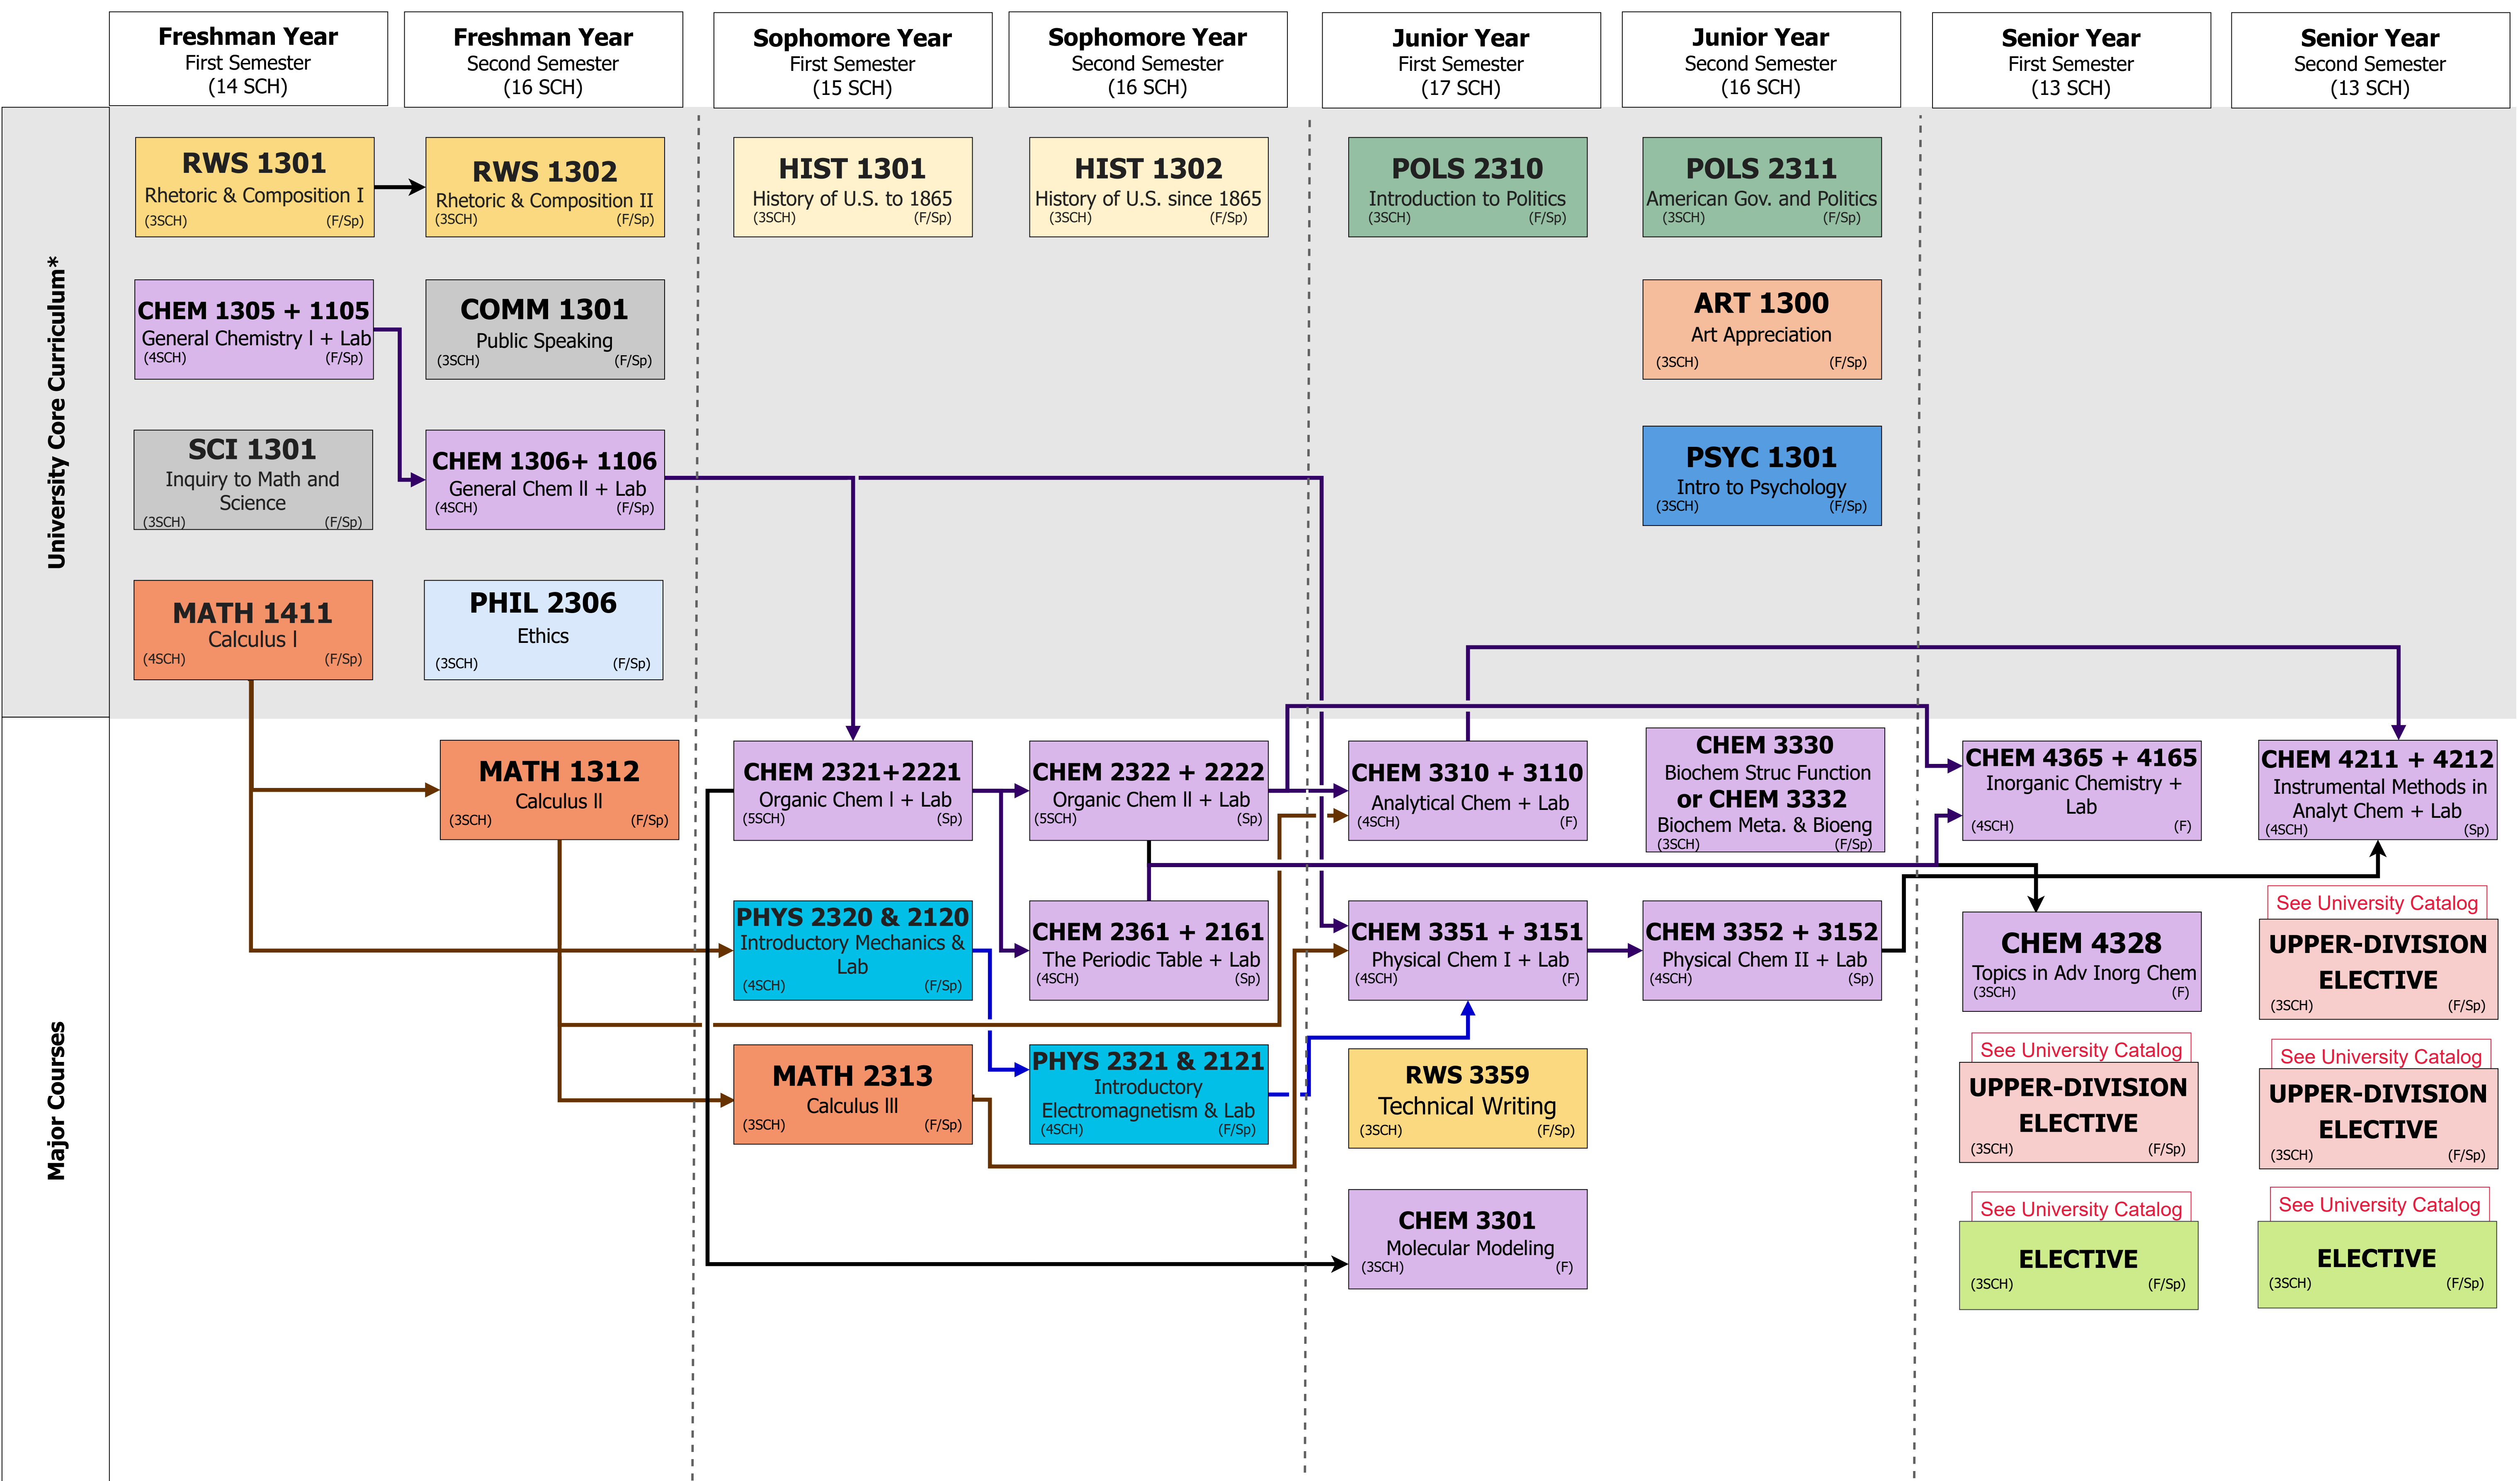 Freshman Year
First Semester
(14 SCH)
Freshman Year
Second Semester
(16 SCH)
Sophomore Year
First Semester
(15 SCH)
Sophomore Year
Second Semester
(16 SCH)
Junior Year
First Semester
(17 SCH)
Junior Year
Second Semester
(16 SCH)
Senior Year
First Semester
(13 SCH)
Senior Year
Second Semester
(13 SCH)
University Core Curriculum*
RWS 1301
Rhetoric & Composition I
(3SCH) (F/Sp)
RWS 1302
Rhetoric & Composition II
(3SCH) (F/Sp)
HIST 1301
History of U.S. to 1865
(3SCH) (F/Sp)
HIST 1302
History of U.S. since 1865
(3SCH) (F/Sp)
POLS 2310
Introduction to Politics
(3SCH) (F/Sp)
POLS 2311
American Gov. and Politics
(3SCH) (F/Sp)
CHEM 1305 + 1105
General Chemistry l + Lab
(4SCH) (F/Sp)
COMM 1301
Public Speaking
(3SCH) (F/Sp)
ART 1300
Art Appreciation
(3SCH) (F/Sp)
SCI 1301
Inquiry to Math and
Science
(3SCH) (F/Sp)
CHEM 1306+ 1106
General Chem ll + Lab
(4SCH) (F/Sp)
PSYC 1301
Intro to Psychology
(3SCH) (F/Sp)
MATH 1411
Calculus l
(4SCH) (F/Sp)
PHIL 2306
Ethics
(3SCH) (F/Sp)
Major Courses
MATH 1312
Calculus ll
(3SCH) (F/Sp)
CHEM 2321+2221
Organic Chem l + Lab
(5SCH) (Sp)
CHEM 2322 + 2222
Organic Chem ll + Lab
(5SCH) (Sp)
CHEM 3310 + 3110
Analytical Chem + Lab
(4SCH) (F)
CHEM 3330
Biochem Struc Function
or CHEM 3332
Biochem Meta. & Bioeng
(3SCH) (F/Sp)
CHEM 4365 + 4165
Inorganic Chemistry +
Lab
(4SCH) (F)
CHEM 4211 + 4212
Instrumental Methods in
Analyt Chem + Lab
(4SCH) (Sp)
PHYS 2320 & 2120
Introductory Mechanics &
Lab
(4SCH) (F/Sp)
CHEM 2361 + 2161
The Periodic Table + Lab
(4SCH) (Sp)
CHEM 3351 + 3151
Physical Chem I + Lab
(4SCH) (F)
CHEM 3352 + 3152
Physical Chem II + Lab
(4SCH) (Sp)
CHEM 4328
Topics in Adv Inorg Chem
(3SCH) (F)
See University Catalog
UPPER-DIVISION
ELECTIVE
(3SCH) (F/Sp)
MATH 2313
Calculus lll
(3SCH) (F/Sp)
PHYS 2321 & 2121
Introductory
Electromagnetism & Lab
(4SCH) (F/Sp)
RWS 3359
Technical Writing
(3SCH) (F/Sp)
See University Catalog
UPPER-DIVISION
ELECTIVE
(3SCH) (F/Sp)
See University Catalog
UPPER-DIVISION
ELECTIVE
(3SCH) (F/Sp)
CHEM 3301
Molecular Modeling
(3SCH) (F)
See University Catalog
ELECTIVE
(3SCH) (F/Sp)
See University Catalog
ELECTIVE
(3SCH) (F/Sp)